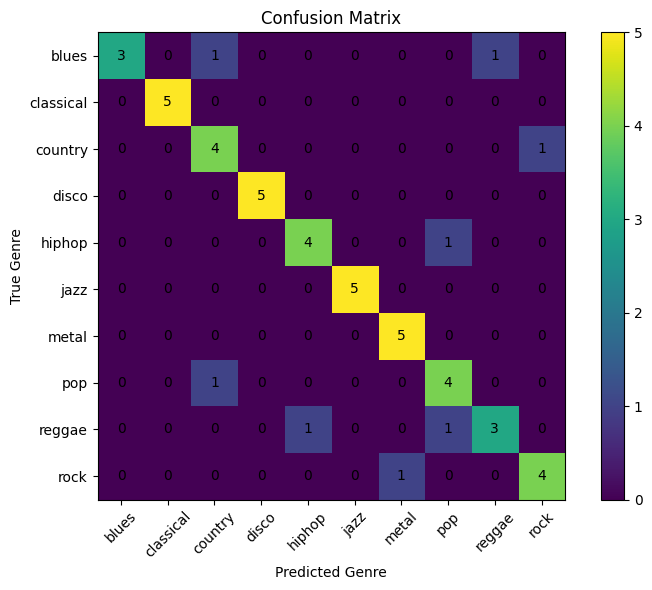 Confusion Matrix
blues 3 0 1 0 0 0 0 0 1 0
classical 0 5 0 0 0 0 0 0 0 0
country 0 0 4 0 0 0 0 0 0 1
disco 0 0 0 5 0 0 0 0 0 0
hiphop 0 0 0 0 4 0 0 1 0 0
jazz 0 0 0 0 0 5 0 0 0 0
metal 0 0 0 0 0 0 5 0 0 0
pop 0 0 1 0 0 0 0 4 0 0
reggae 0 0 0 0 1 0 0 1 3 0
rock 0 0 0 0 0 0 1 0 0 4
True Genre
blues classical country disco hiphop jazz metal pop reggae rock
Predicted Genre
5
4
3
2
1
0